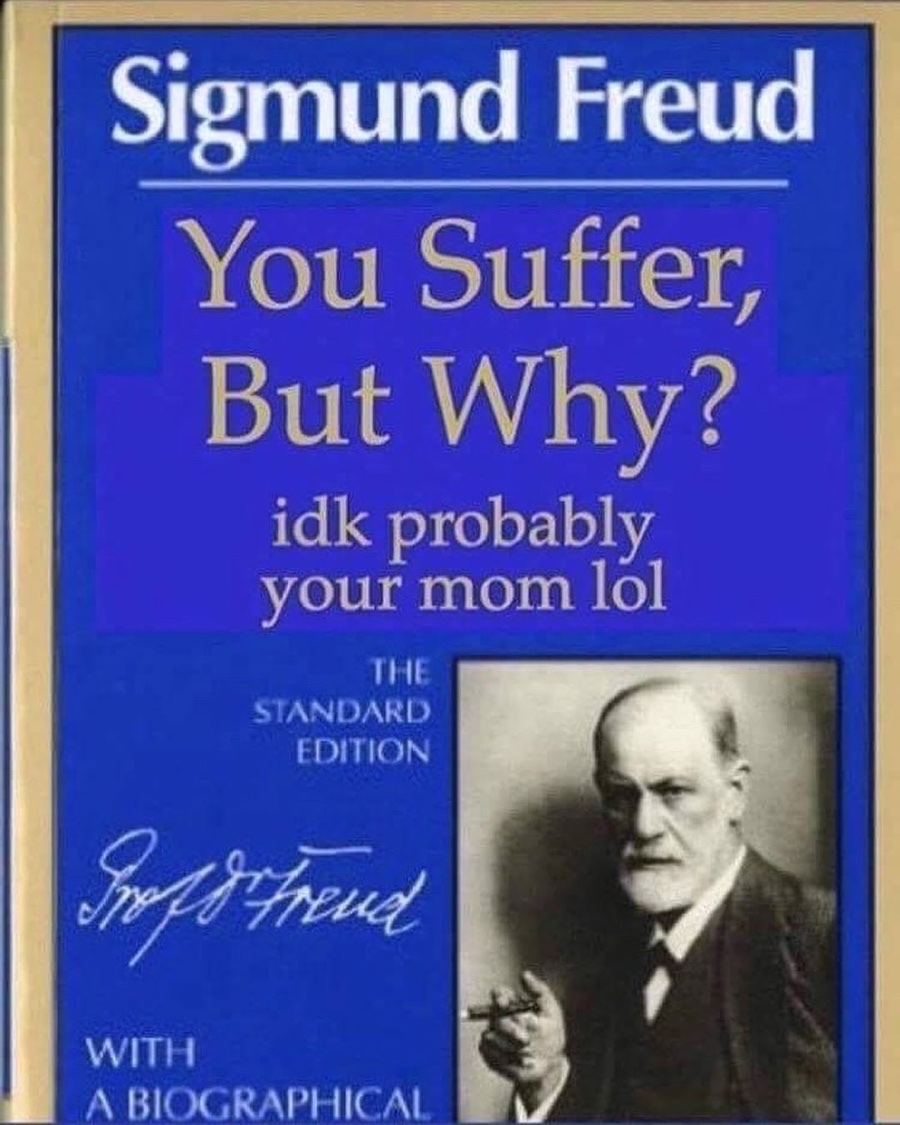 Sigmund Freud
You Suffer,
But Why?
idk probably
your mom lol
THE
STANDARD
EDITION
Prof Dr Freud
WITH
A BIOGRAPHICAL